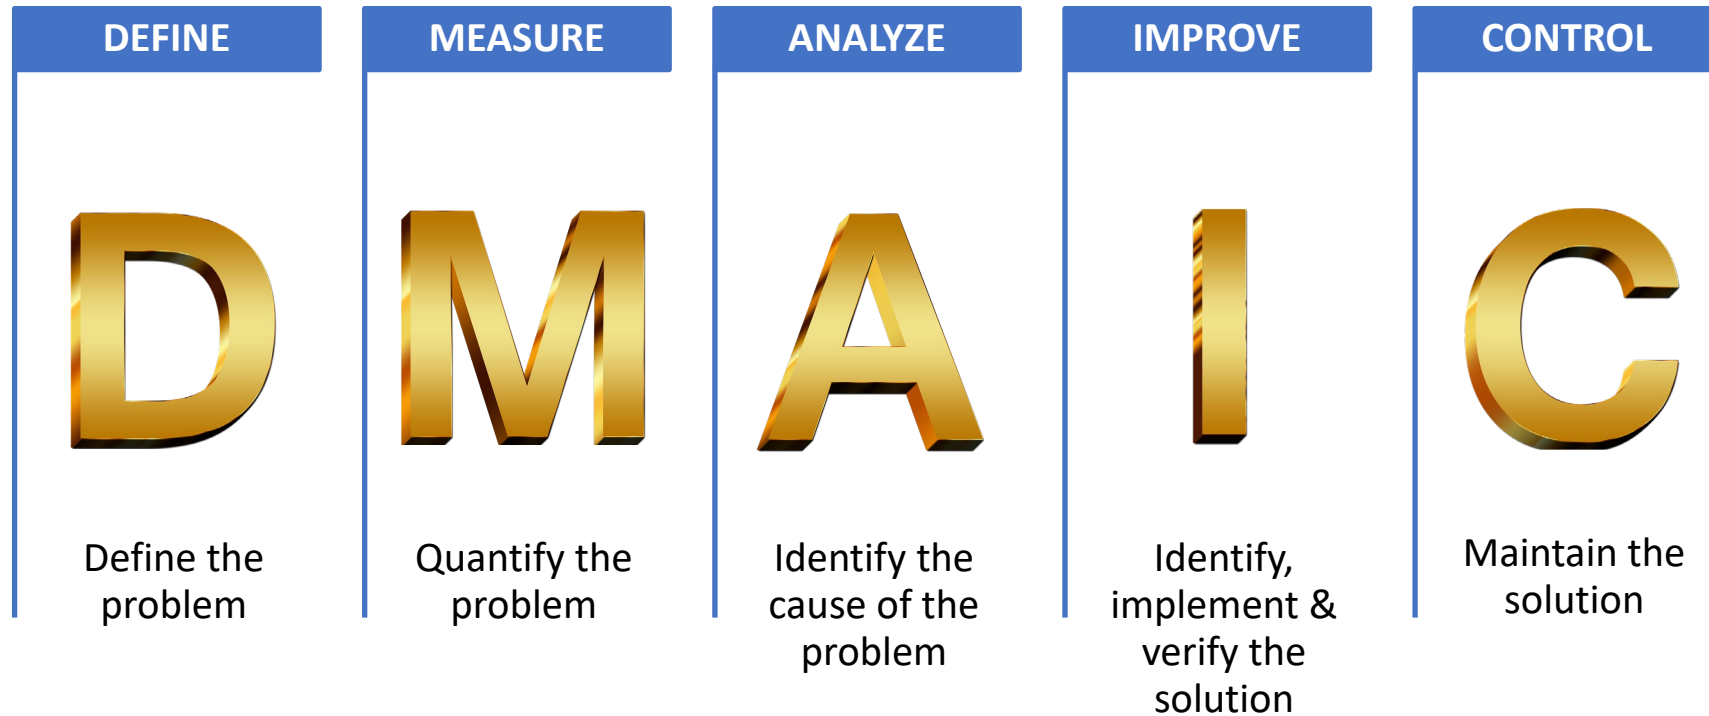 DEFINE
MEASURE
ANALYZE
IMPROVE
CONTROL
D
M
A
I
C
Define the
problem
Quantify the
problem
Identify the
cause of the
problem
Identify,
implement &
verify the
solution
Maintain the
solution